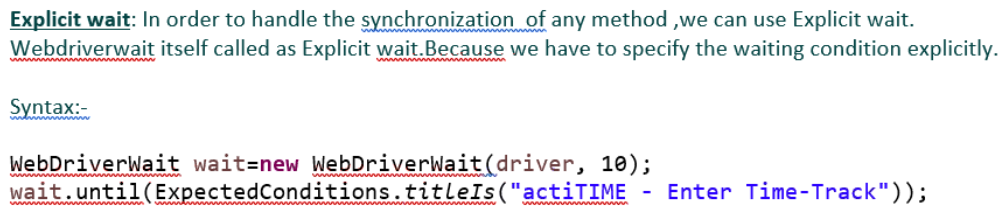 Explicit wait: In order to handle the synchronization of any method ,we can use Explicit wait.
Webdriverwait itself called as Explicit wait.Because we have to specify the waiting condition explicitly.
Syntax:-
WebDriverWait wait=new WebDriverWait(driver, 10);
wait.until(ExpectedConditions.titleIs("actiTIME - Enter Time-Track"));